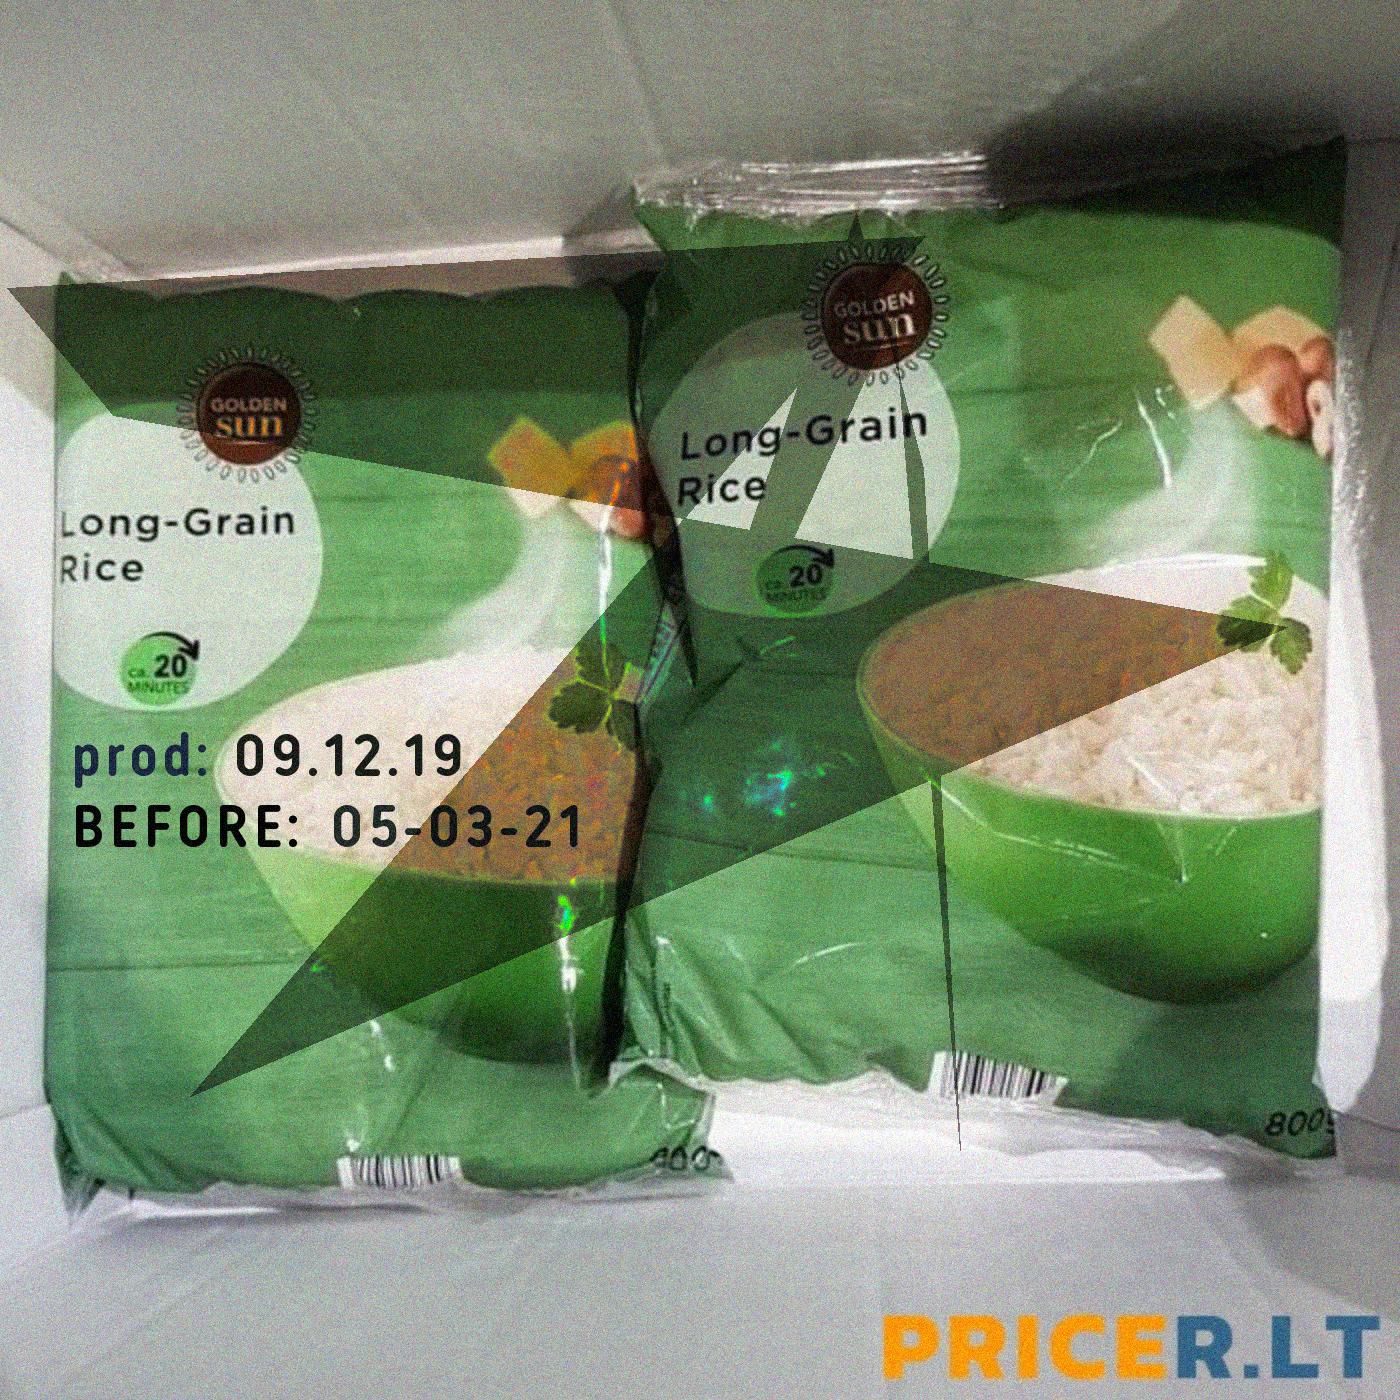 GOLDEN
sun
Long-Grain
Rice
ca. 20
MINUTES
prod: 09.12.19
BEFORE: 05-03-21
GOLDEN
sun
Long-Grain
Rice
ca. 20
MINUTES
800g
PRICER.LT